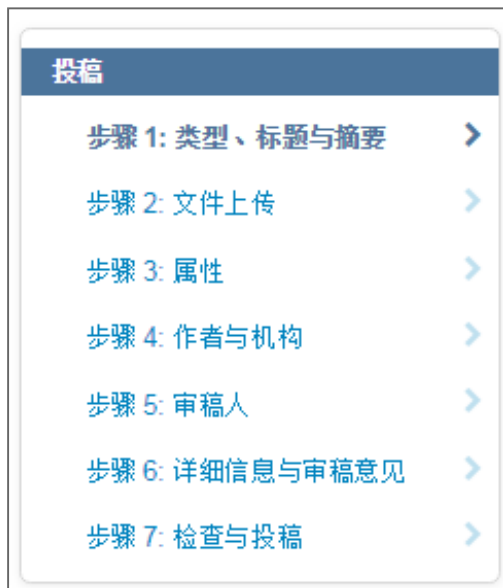 投稿
步骤 1: 类型、标题与摘要
步骤 2: 文件上传
步骤 3: 属性
步骤 4: 作者与机构
步骤 5: 审稿人
步骤 6: 详细信息与审稿意见
步骤 7: 检查与投稿